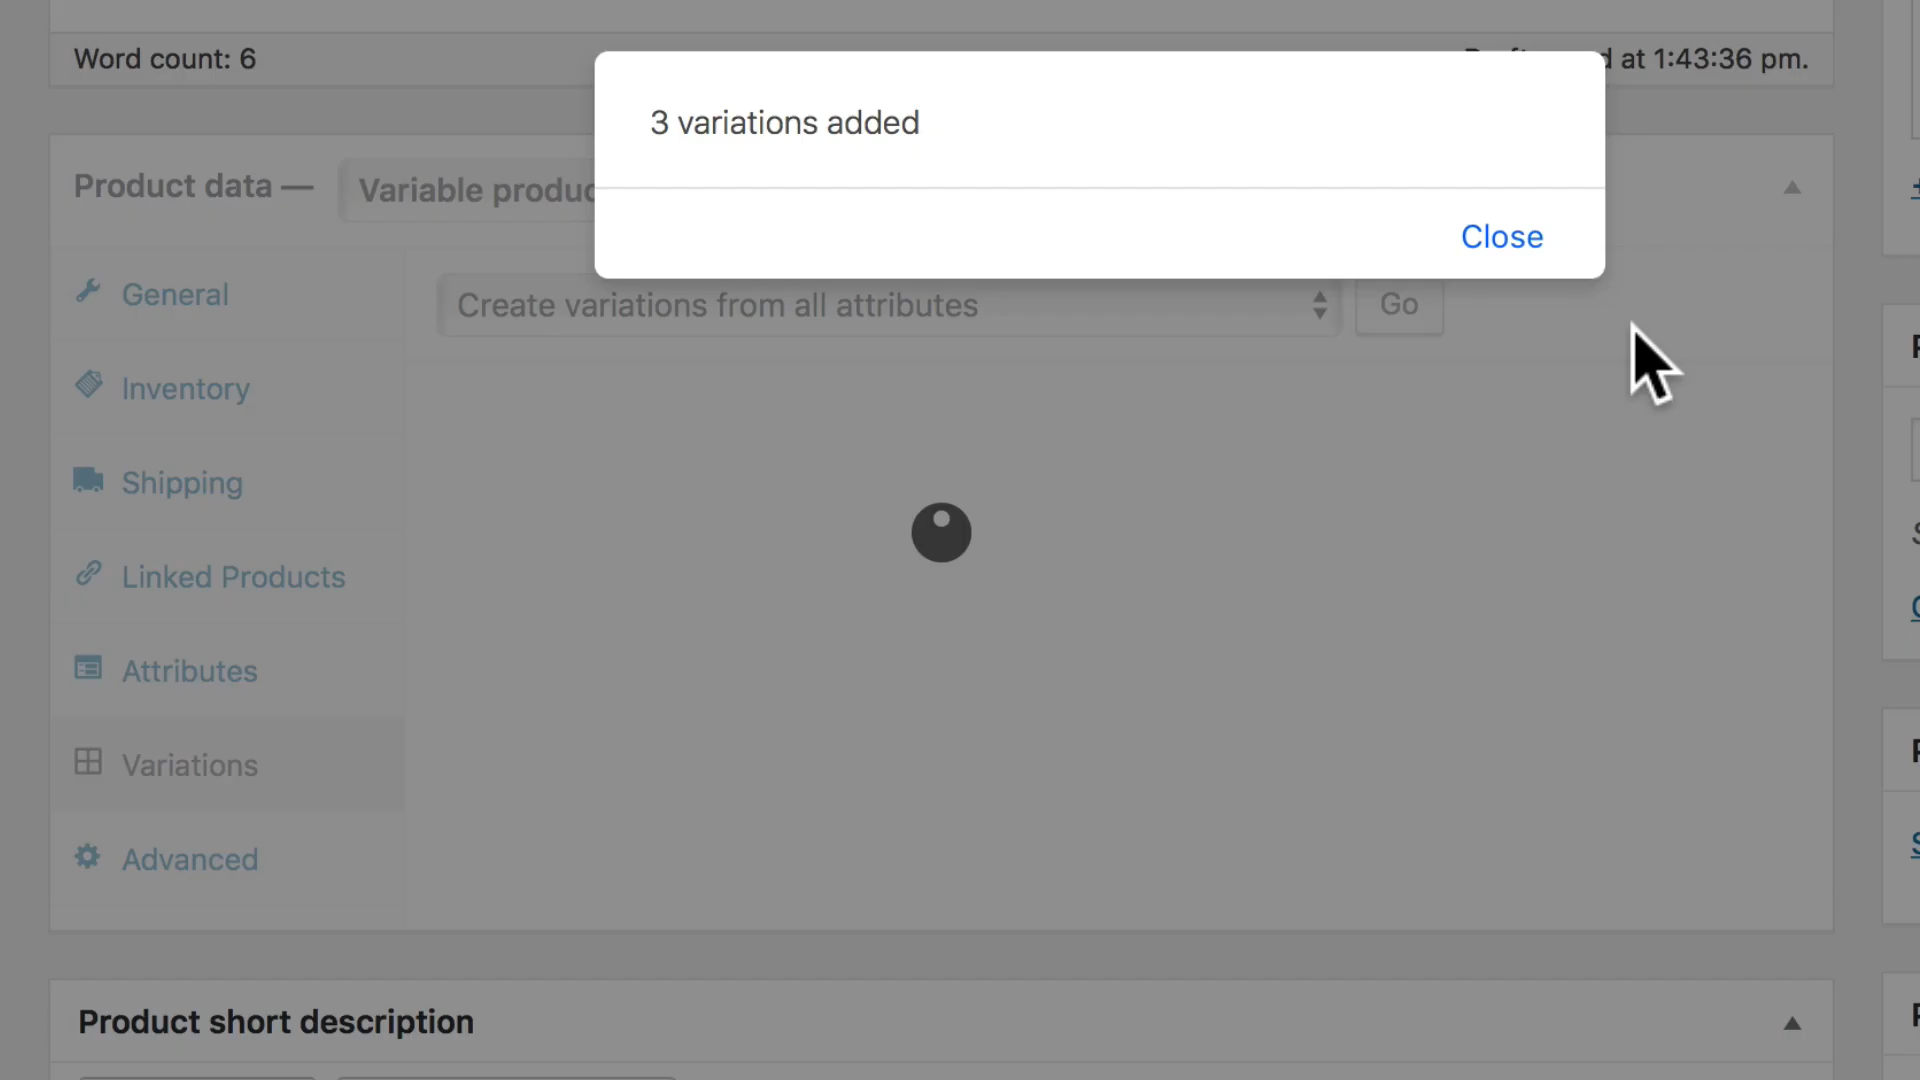 Word count: 6
at 1:43:36 pm.
3 variations added
Close
Product data —
Variable
General
Create variations from all attributes
Go
Inventory
Shipping
Linked Products
Attributes
Variations
Advanced
Product short description